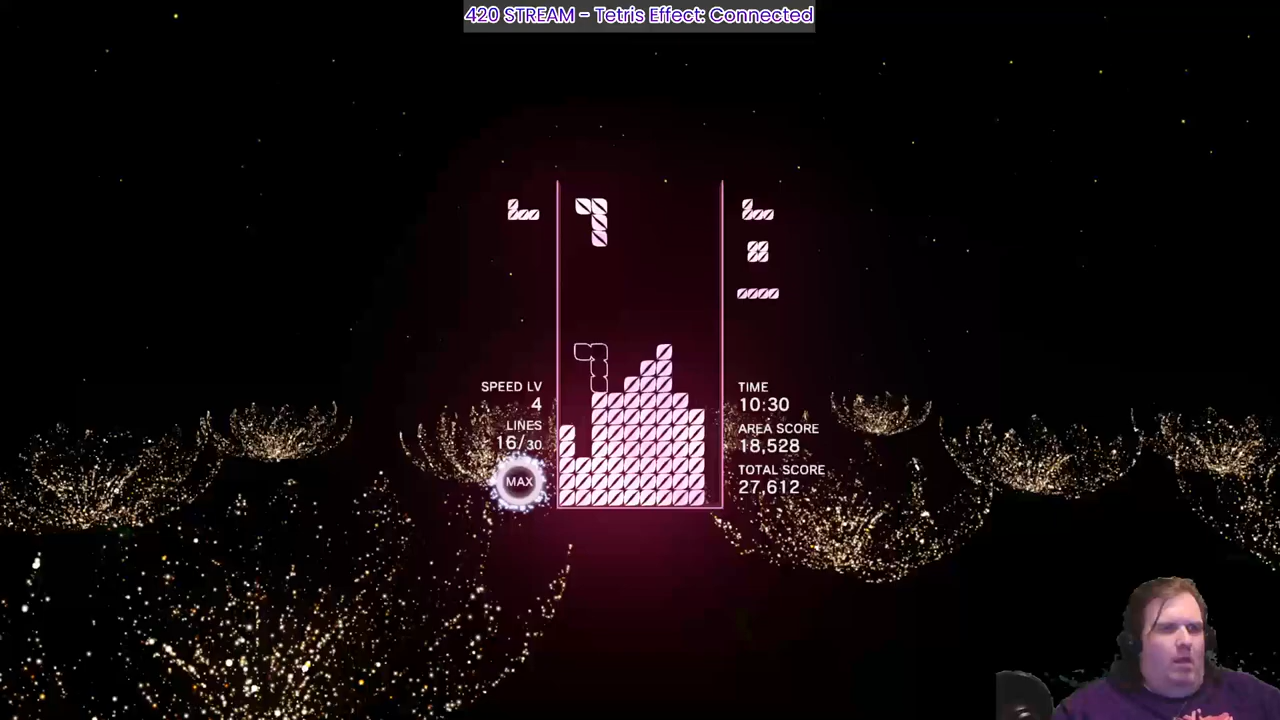 420 STREAM - Tetris Effect: Connected
SPEED LV
4
LINES
16/30
MAX
TIME
10:30
AREA SCORE
18,528
TOTAL SCORE
27,612